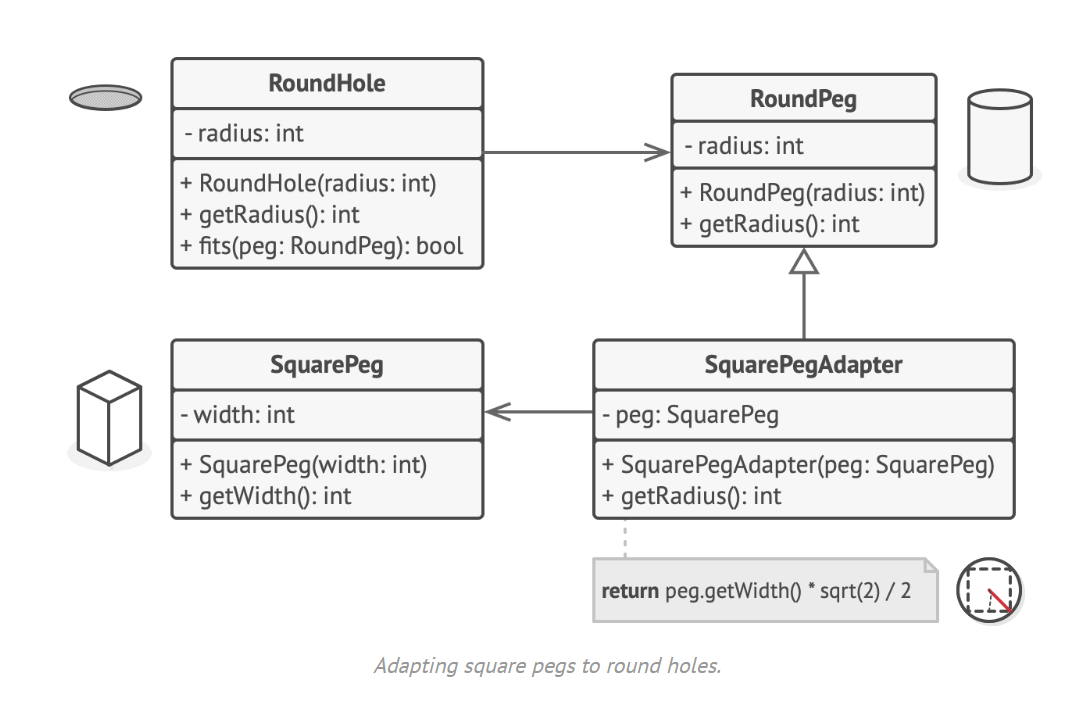 RoundHole
- radius: int
+ RoundHole(radius: int)
+ getRadius(): int
+ fits(peg: RoundPeg): bool
RoundPeg
- radius: int
+ RoundPeg(radius: int)
+ getRadius(): int
SquarePeg
- width: int
+ SquarePeg(width: int)
+ getWidth(): int
SquarePegAdapter
- peg: SquarePeg
+ SquarePegAdapter(peg: SquarePeg)
+ getRadius(): int
return peg.getWidth() * sqrt(2) / 2
Adapting square pegs to round holes.